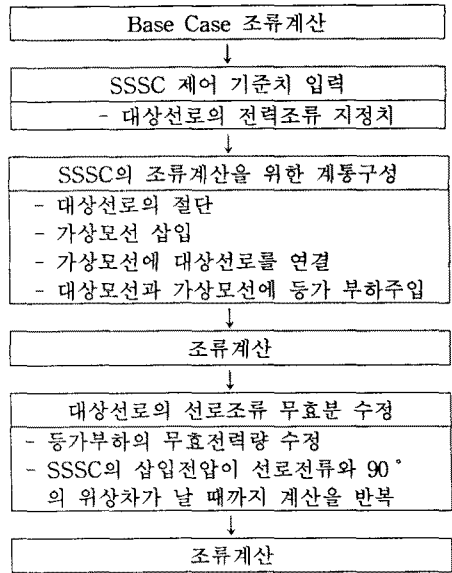 Base Case 조류계산
↓
SSSC 제어 기준치 입력
- 대상선로의 전력조류 지정치
↓
SSSC의 조류계산을 위한 계통구성
- 대상선로의 절단
- 가상모선 삽입
- 가상모선에 대상선로를 연결
- 대상모선과 가상모선에 등가 부하주입
↓
조류계산
↓
대상선로의 선로조류 무효분 수정
- 등가부하의 무효전력량 수정
- SSSC의 삽입전압이 선로전류와 90˚
의 위상차가 날 때까지 계산을 반복
↓
조류계산